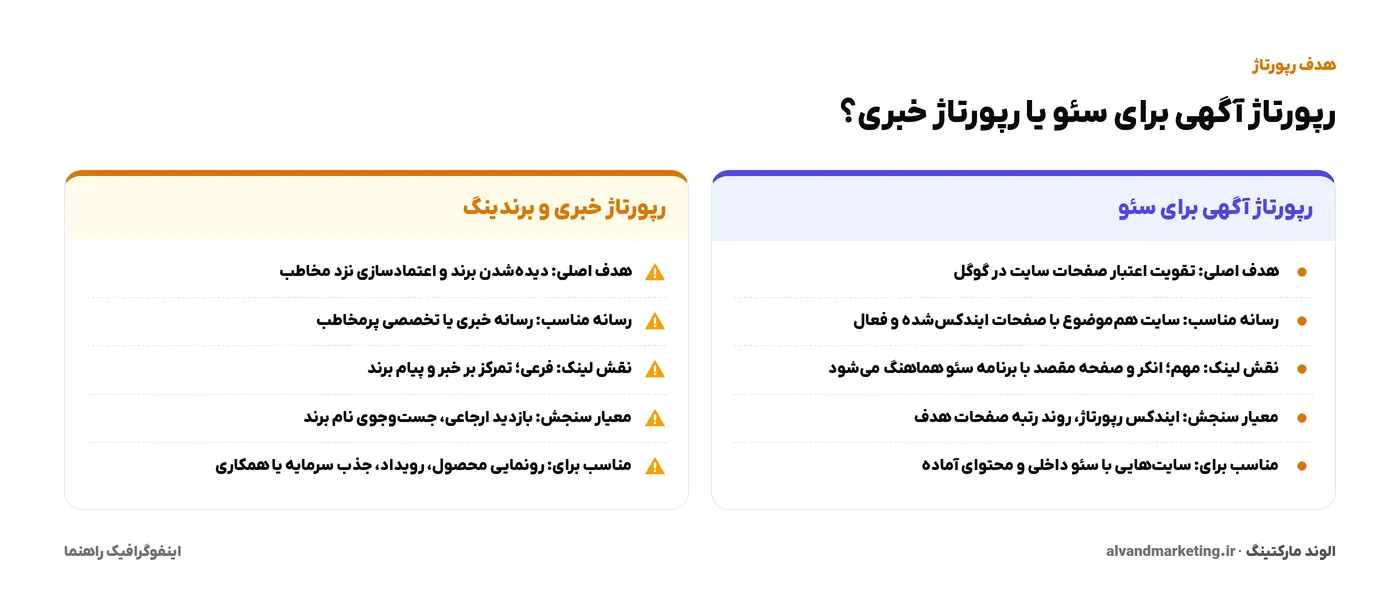 هدف رپورتاژ
رپورتاژ آگهی برای سئو یا رپورتاژ خبری؟
رپورتاژ آگهی برای سئو
هدف اصلی: تقویت اعتبار صفحات سایت در گوگل
رسانه مناسب: سایت هم‌موضوع با صفحات ایندکس‌شده و فعال
نقش لینک: مهم؛ انکر و صفحه مقصد با برنامه سئو هماهنگ می‌شود
معیار سنجش: ایندکس رپورتاژ، روند رتبه صفحات هدف
مناسب برای: سایت‌هایی با سئو داخلی و محتوای آماده
رپورتاژ خبری و برندینگ
هدف اصلی: دیده‌شدن برند و اعتمادسازی نزد مخاطب
رسانه مناسب: رسانه خبری یا تخصصی پرمخاطب
نقش لینک: فرعی؛ تمرکز بر خبر و پیام برند
معیار سنجش: بازدید ارجاعی، جست‌وجوی نام برند
مناسب برای: رونمایی محصول، رویداد، جذب سرمایه یا همکاری
الوند مارکتینگ · alvandmarketing.ir
اینفوگرافیک راهنما